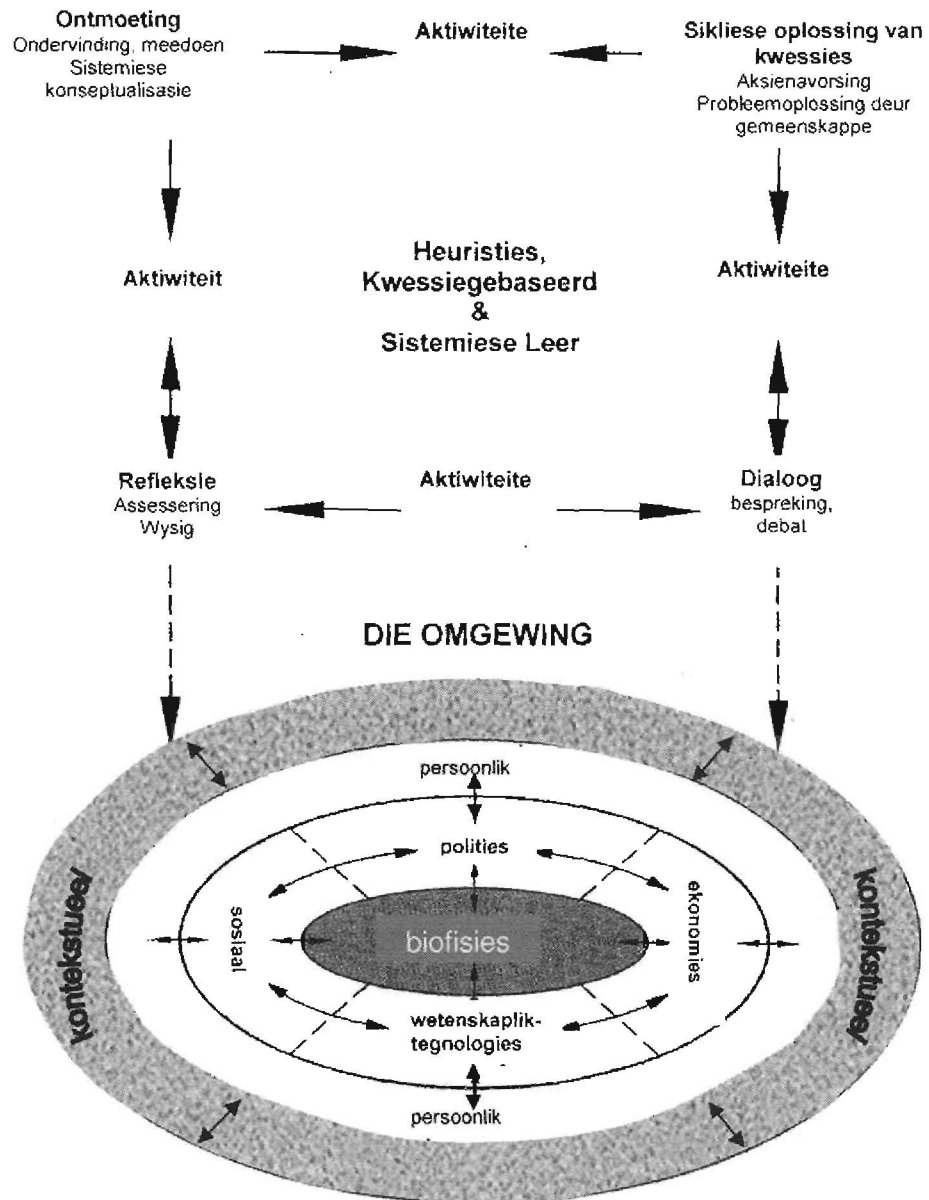 Ontmoeting
Ondervinding, meedoen
Sistemiese
konseptualisasie
Aktiwiteite
Sikliese oplossing van
kwessies
Aksienavorsing
Probleemoplossing deur
gemeenskappe
Aktiwiteit
Heuristies,
Kwessiegebaseerd
&
Sistemiese Leer
Aktiwiteite
Refleksie
Assessering
Wysig
Aktiwiteite
Dialoog
bespreking,
debat
DIE OMGEWING
persoonlik
polities
sosiaal
biofisies
ekonomies
wetenskaplik-
tegnologies
persoonlik
kontekstueel
kontekstueel